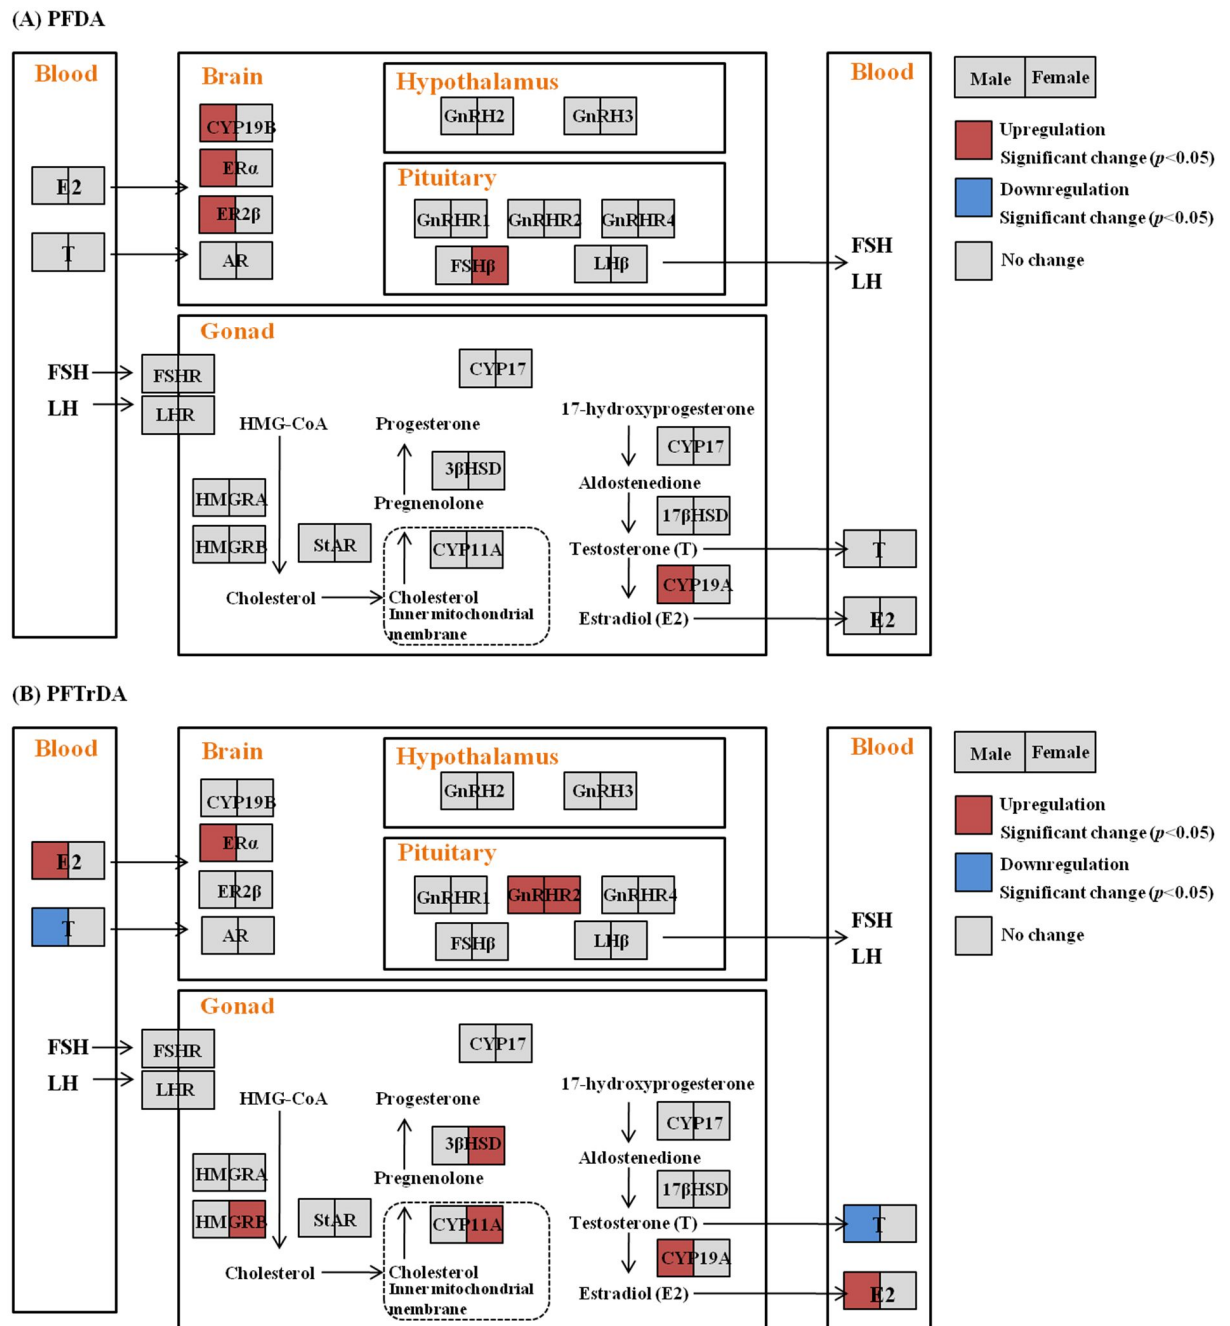 (A) PFDA
Blood
E2
T
FSH
LH
Brain
CYP19B
ERα
ER2β
AR
Hypothalamus
GnRH2
GnRH3
Pituitary
GnRHR1
GnRHR2
GnRHR4
FSHβ
LHβ
Gonad
FSHR
LHR
CYP17
HMG-CoA
HMGRA
HMGRB
StAR
Cholesterol
Progesterone
3βHSD
Pregnenolone
CYP11A
Cholesterol
Inner mitochondrial
membrane
17-hydroxyprogesterone
CYP17
Aldostenedione
17βHSD
Testosterone (T)
CYP19A
Estradiol (E2)
Blood
FSH
LH
T
E2
Male
Female
Upregulation
Significant change (p<0.05)
Downregulation
Significant change (p<0.05)
No change
(B) PFTrDA
Blood
E2
T
FSH
LH
Brain
CYP19B
ERα
ER2β
AR
Hypothalamus
GnRH2
GnRH3
Pituitary
GnRHR1
GnRHR2
GnRHR4
FSHβ
LHβ
Gonad
FSHR
LHR
CYP17
HMG-CoA
HMGRA
HMGRB
StAR
Cholesterol
Progesterone
3βHSD
Pregnenolone
CYP11A
Cholesterol
Inner mitochondrial
membrane
17-hydroxyprogesterone
CYP17
Aldostenedione
17βHSD
Testosterone (T)
CYP19A
Estradiol (E2)
Blood
FSH
LH
T
E2
Male
Female
Upregulation
Significant change (p<0.05)
Downregulation
Significant change (p<0.05)
No change